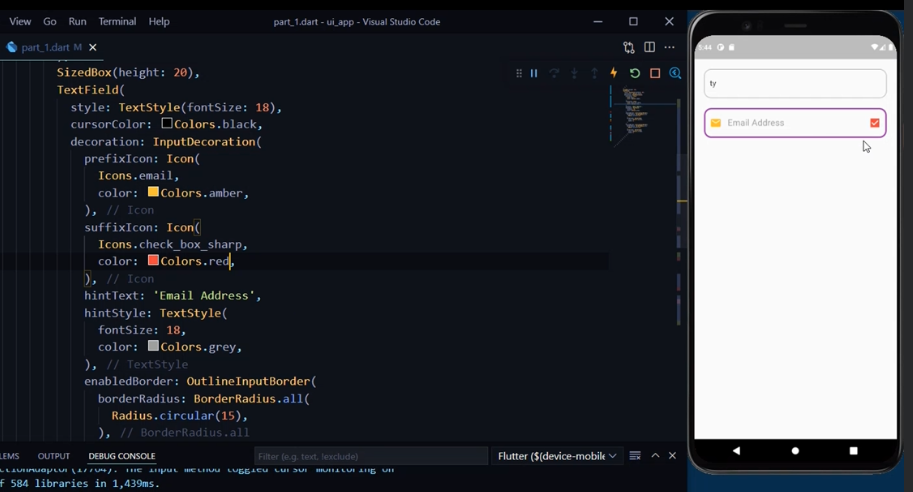 View Go Run Terminal Help part_1.dart - ui_app - Visual Studio Code
part_1.dart M
SizedBox(height: 20),
TextField(
style: TextStyle(fontSize: 18),
cursorColor: Colors.black,
decoration: InputDecoration(
prefixIcon: Icon(
Icons.email,
color: Colors.amber,
), // Icon
suffixIcon: Icon(
Icons.check_box_sharp,
color: Colors.red,
), // Icon
hintText: 'Email Address',
hintStyle: TextStyle(
fontSize: 18,
color: Colors.grey,
), // TextStyle
enabledBorder: OutlineInputBorder(
borderRadius: BorderRadius.all(
Radius.circular(15),
), // BorderRadius.all
LEMS OUTPUT DEBUG CONSOLE Filter (e.g. text, !exclude) Flutter ($(device-mobile
The input method toggled cursor monitoring on
f 584 libraries in 1,439ms.
5:44
ty
Email Address